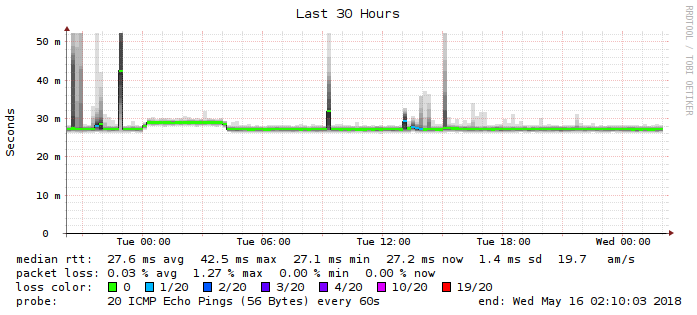 Last 30 Hours
RRDTOOL / TOBI OETIKER
Seconds
50 m
40 m
30 m
20 m
10 m
0
Tue 00:00 Tue 06:00 Tue 12:00 Tue 18:00 Wed 00:00
median rtt: 27.6 ms avg 42.5 ms max 27.1 ms min 27.2 ms now 1.4 ms sd 19.7 am/s
packet loss: 0.03 % avg 1.27 % max 0.00 % min 0.00 % now
loss color: 0 1/20 2/20 3/20 4/20 10/20 19/20
probe: 20 ICMP Echo Pings (56 Bytes) every 60s end: Wed May 16 02:10:03 2018